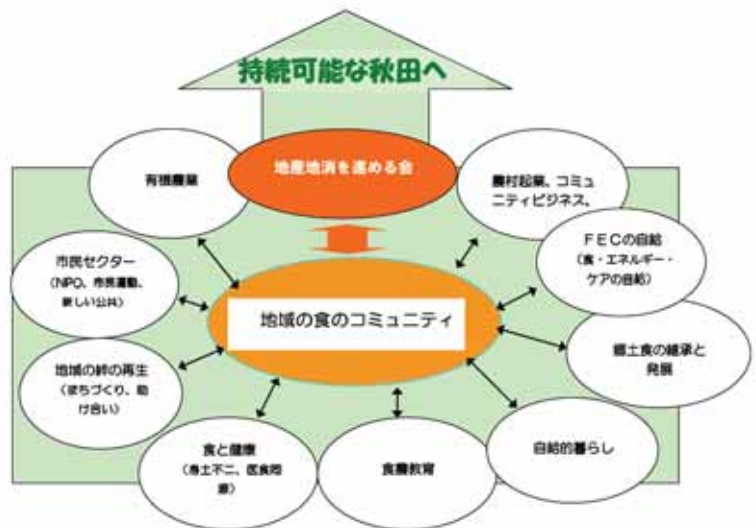 持続可能な秋田へ
地産地消を進める会
有機農業
農村起業、コミュ
ニティビジネス、
市民セクター
(NPO、市民運動、
新しい公共)
FECの自給
(食・エネルギー・
ケアの自給)
地域の食のコミュニティ
地域の絆の再生
(まちづくり、助
け合い)
郷土食の継承と
発展
食と健康
(身土不二、医食同
源)
食農教育
自給的暮らし